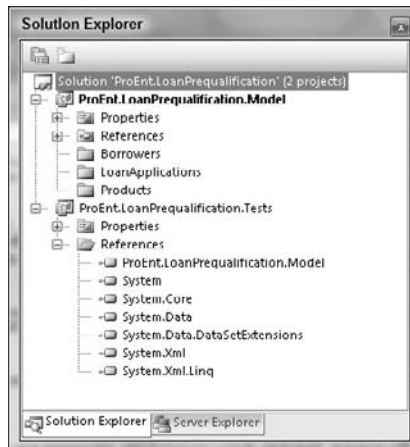 Solution Explorer
Solution 'ProEnt.LoanPrequalification' (2 projects)
ProEnt.LoanPrequalification.Model
Properties
References
Borrowers
LoanApplications
Products
ProEnt.LoanPrequalification.Tests
Properties
References
ProEnt.LoanPrequalification.Model
System
System.Core
System.Data
System.Data.DataSetExtensions
System.Xml
System.Xml.Linq
Solution Explorer Server Explorer